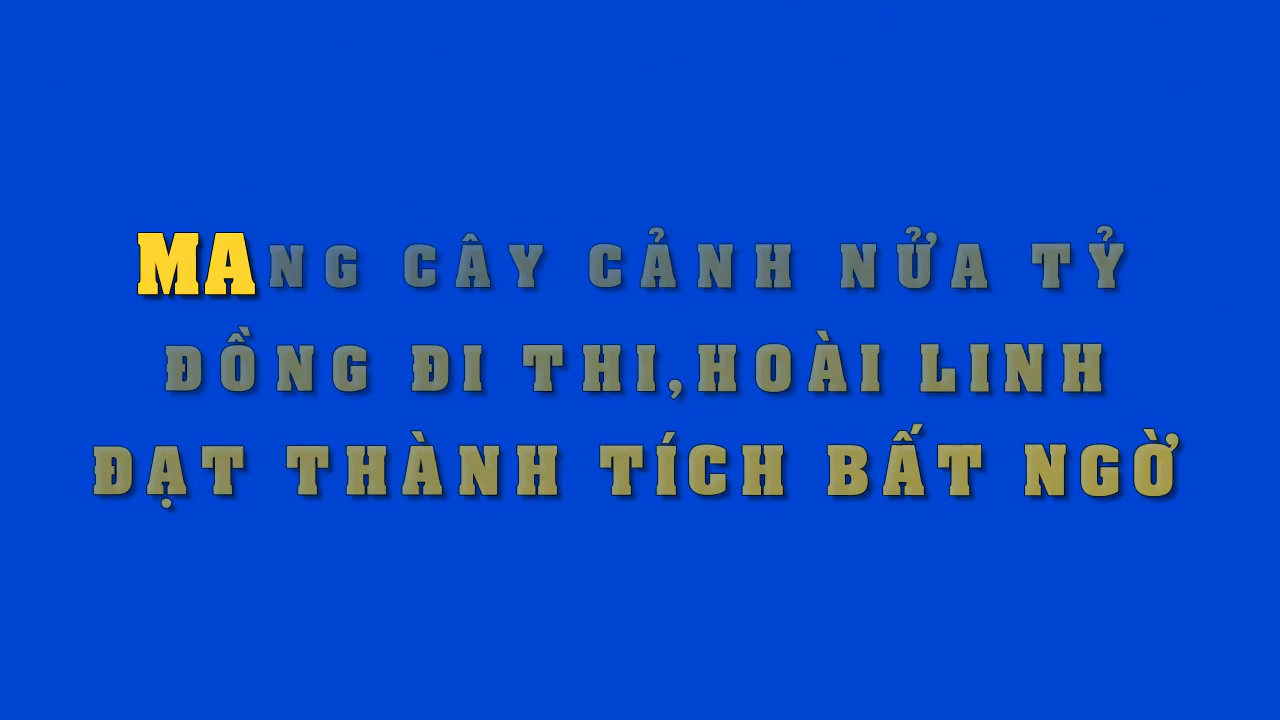 MANG CÂY CẢNH NỬA TỶ
ĐỒNG ĐI THI,HOÀI LINH
ĐẠT THÀNH TÍCH BẤT NGỜ